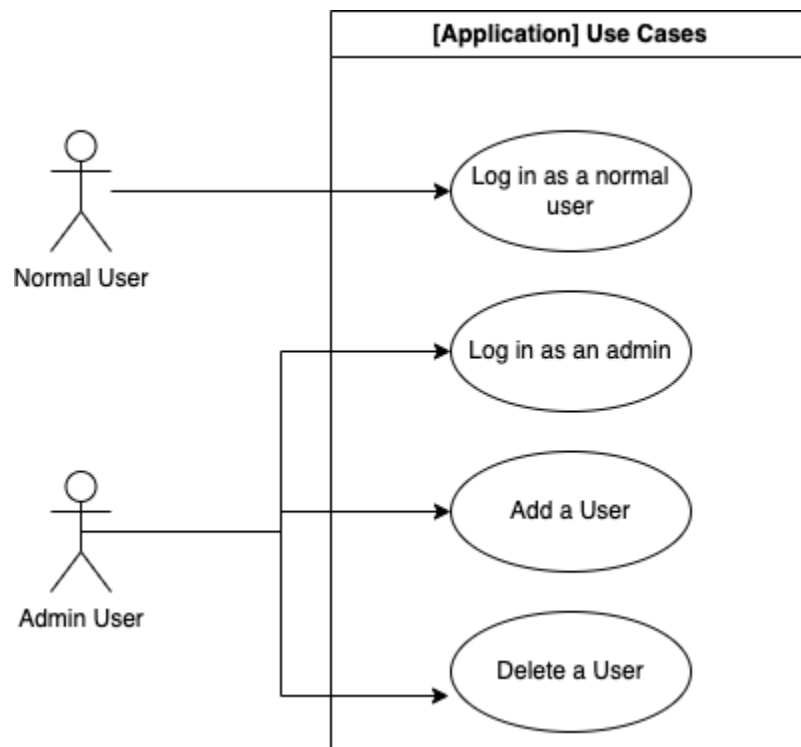 [Application] Use Cases
Log in as a normal
user
Normal User
Log in as an admin
Add a User
Admin User
Delete a User